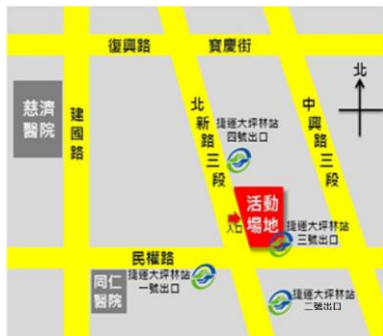 復興路
寶慶街
北
慈濟
醫院
建國路
北新路三段
中興路三段
捷運大坪林站
四號出口
活動
場地
入口
捷運大坪林站
三號出口
民權路
同仁
醫院
捷運大坪林站
一號出口
捷運大坪林站
二號出口